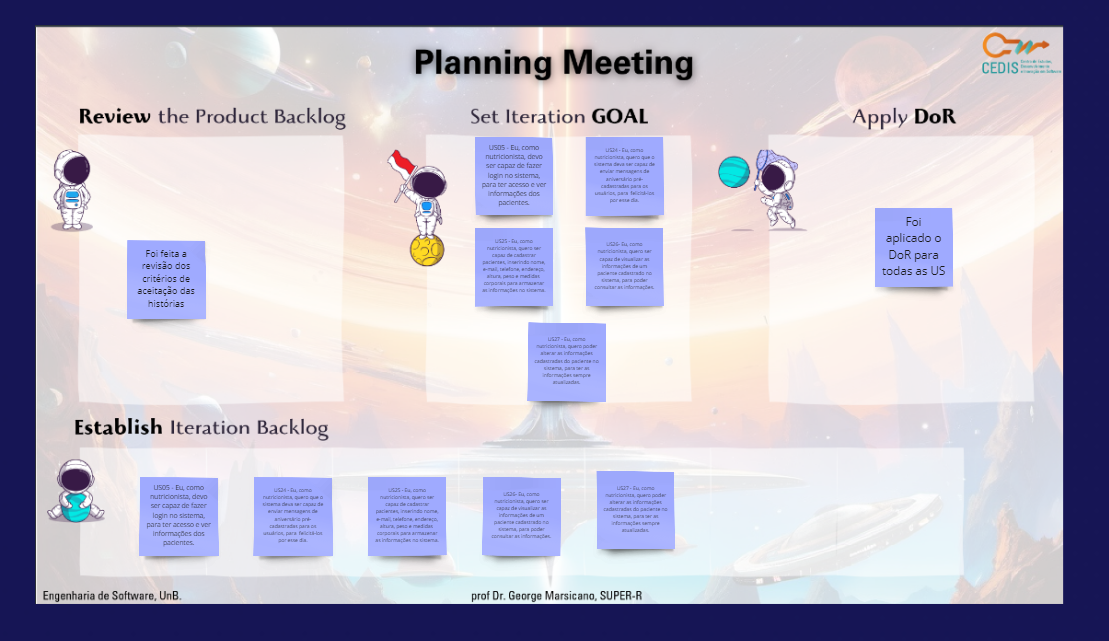 Planning Meeting
CEDIS
Review the Product Backlog
Set Iteration GOAL
Apply DoR
Foi feita a
revisão dos
critérios de
aceitação das
histórias
US05 - Eu, como
nutricionista, devo
ser capaz de fazer
login no sistema,
para ter acesso e ver
informações dos
pacientes.
US24 - Eu, como
nutricionista, quero que o
sistema deva ser capaz de
enviar mensagens de
aniversário pré-
cadastradas para os
usuários, para felicitá-los
por esse dia.
US25 - Eu, como
nutricionista, quero ser
capaz de cadastrar
pacientes, inserindo nome,
e-mail, telefone, endereço,
altura, peso e medidas
corporais para armazenar
as informações no sistema.
US26- Eu, como
nutricionista, quero ser
capaz de visualizar as
informações de um
paciente cadastrado no
sistema, para poder
consultar as informações.
US27 - Eu, como
nutricionista, quero poder
alterar as informações
cadastradas do paciente no
sistema, para ter as
informações sempre
atualizadas.
Foi
aplicado o
DoR para
todas as US
Establish Iteration Backlog
US05 - Eu, como
nutricionista, devo
ser capaz de fazer
login no sistema,
para ter acesso e ver
informações dos
pacientes.
US24 - Eu, como
nutricionista, quero que o
sistema deva ser capaz de
enviar mensagens de
aniversário pré-
cadastradas para os
usuários, para felicitá-los
por esse dia.
US25 - Eu, como
nutricionista, quero ser
capaz de cadastrar
pacientes, inserindo nome,
e-mail, telefone, endereço,
altura, peso e medidas
corporais para armazenar
as informações no sistema.
US26- Eu, como
nutricionista, quero ser
capaz de visualizar as
informações de um
paciente cadastrado no
sistema, para poder
consultar as informações.
US27 - Eu, como
nutricionista, quero poder
alterar as informações
cadastradas do paciente no
sistema, para ter as
informações sempre
atualizadas.
Engenharia de Software, UnB.
prof Dr. George Marsicano, SUPER-R